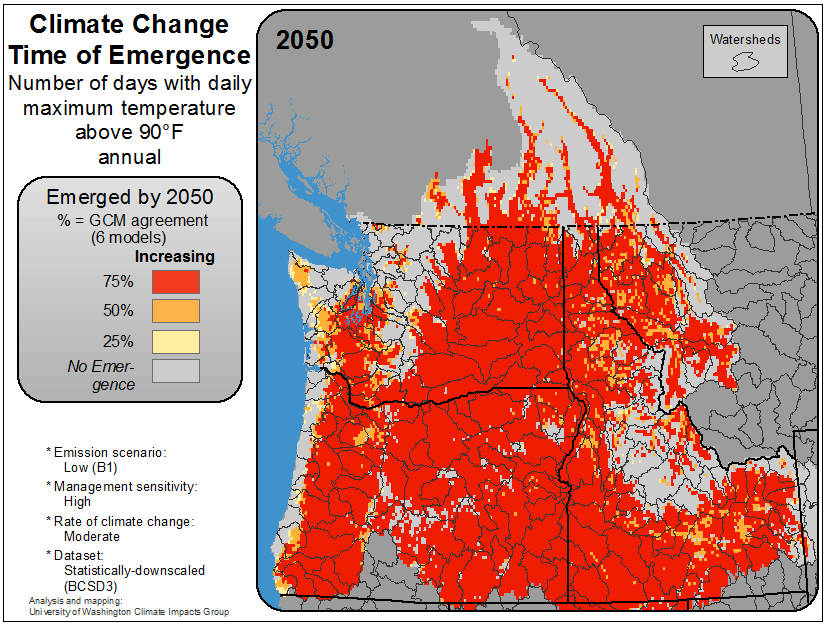 Climate Change
Time of Emergence
Number of days with daily
maximum temperature
above 90°F
annual
Emerged by 2050
% = GCM agreement
(6 models)
Increasing
75%
50%
25%
No Emer-
gence
* Emission scenario:
Low (B1)
* Management sensitivity:
High
* Rate of climate change:
Moderate
* Dataset:
Statistically-downscaled
(BCSD3)
Analysis and mapping:
University of Washington Climate Impacts Group
2050
Watersheds